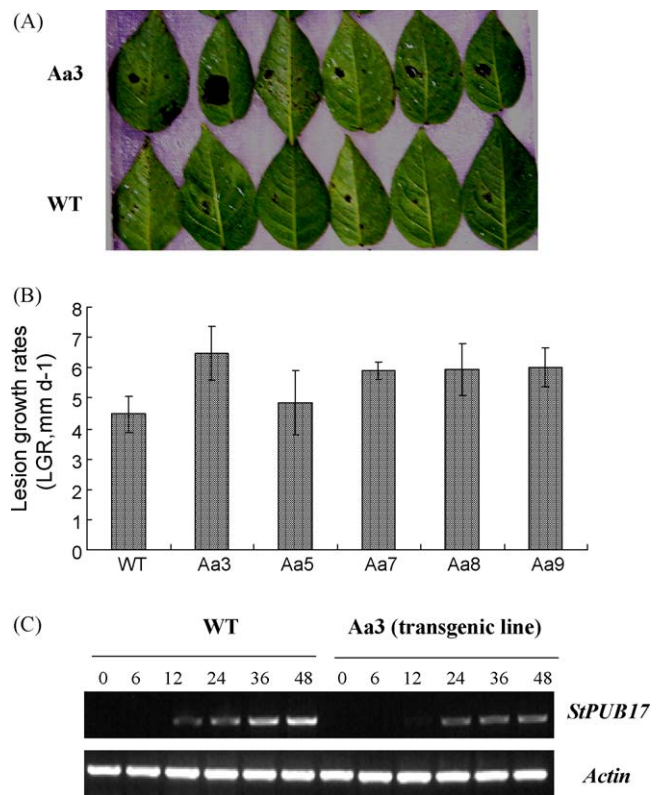 (A)
Aa3
WT
(B)
Lesion growth rates
(LGR,mm d-1)
8
7
6
5
4
3
2
1
0
WT Aa3 Aa5 Aa7 Aa8 Aa9
(C)
WT Aa3 (transgenic line)
0 6 12 24 36 48 0 6 12 24 36 48
StPUB17
Actin